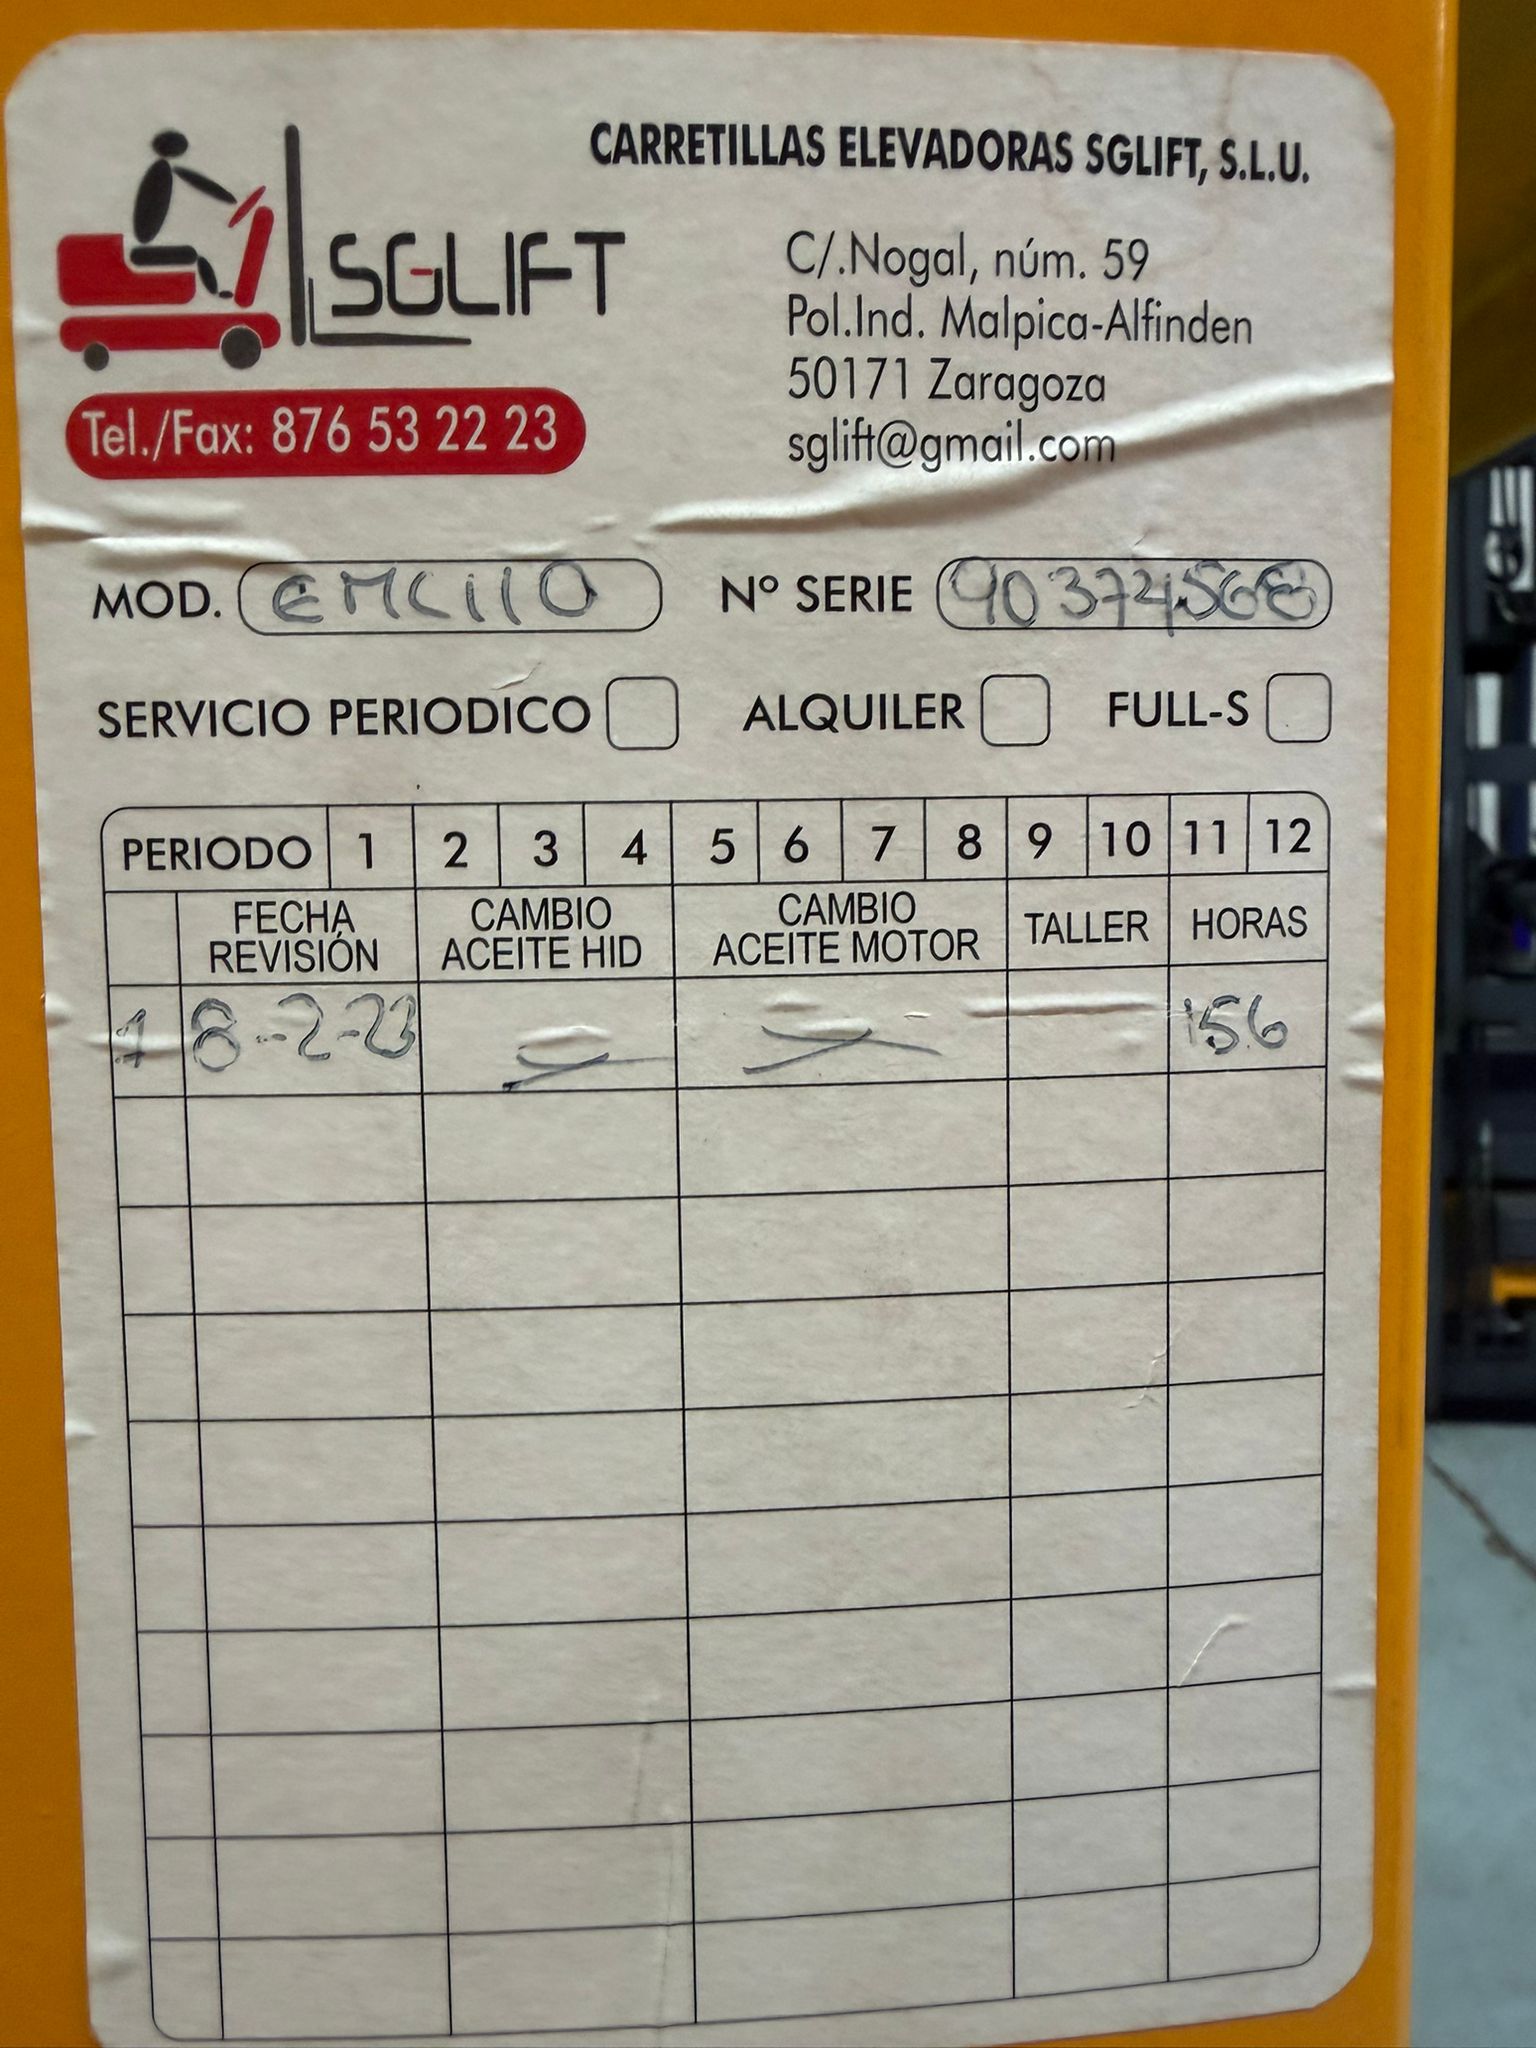 CARRETILLAS ELEVADORAS SGLIFT, S.L.U.
SGLIFT
C/.Nogal, núm. 59
Pol.Ind. Malpica-Alfinden
50171 Zaragoza
sglift@gmail.com
Tel./Fax: 876 53 22 23
MOD. EMC110 Nº SERIE 90374568
SERVICIO PERIODICO ALQUILER FULL-S
PERIODO 1 2 3 4 5 6 7 8 9 10 11 12
FECHA REVISIÓN CAMBIO ACEITE HID CAMBIO ACEITE MOTOR TALLER HORAS
1 8-2-23 156